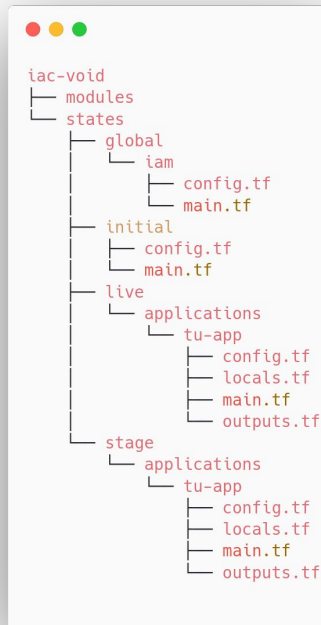 iac-void
├── modules
└── states
    ├── global
    │   └── iam
    │       ├── config.tf
    │       └── main.tf
    ├── initial
    │   ├── config.tf
    │   └── main.tf
    ├── live
    │   └── applications
    │       └── tu-app
    │           ├── config.tf
    │           ├── locals.tf
    │           ├── main.tf
    │           └── outputs.tf
    └── stage
        └── applications
            └── tu-app
                ├── config.tf
                ├── locals.tf
                ├── main.tf
                └── outputs.tf